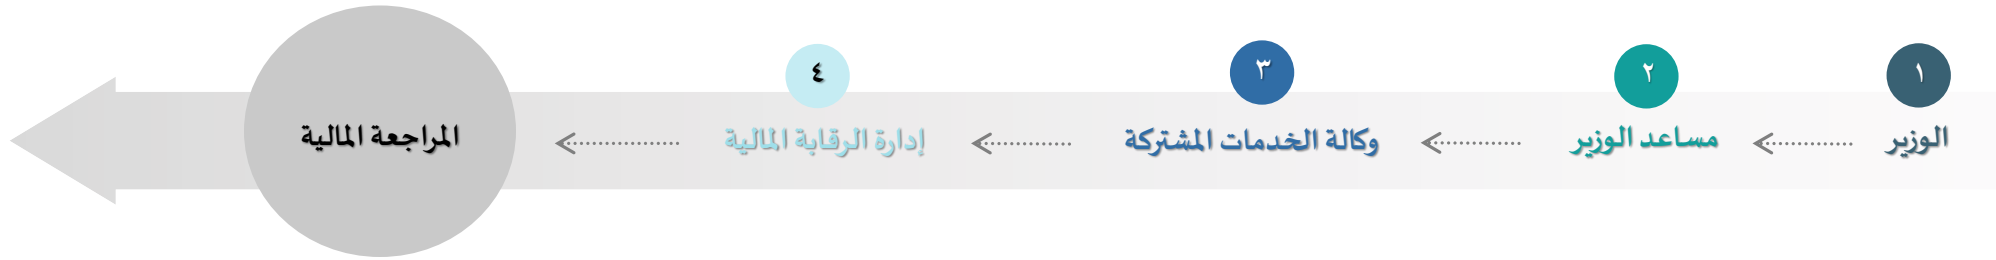 ١
الوزير
٢
مساعد الوزير
٣
وكالة الخدمات المشتركة
٤
إدارة الرقابة المالية
المراجعة المالية